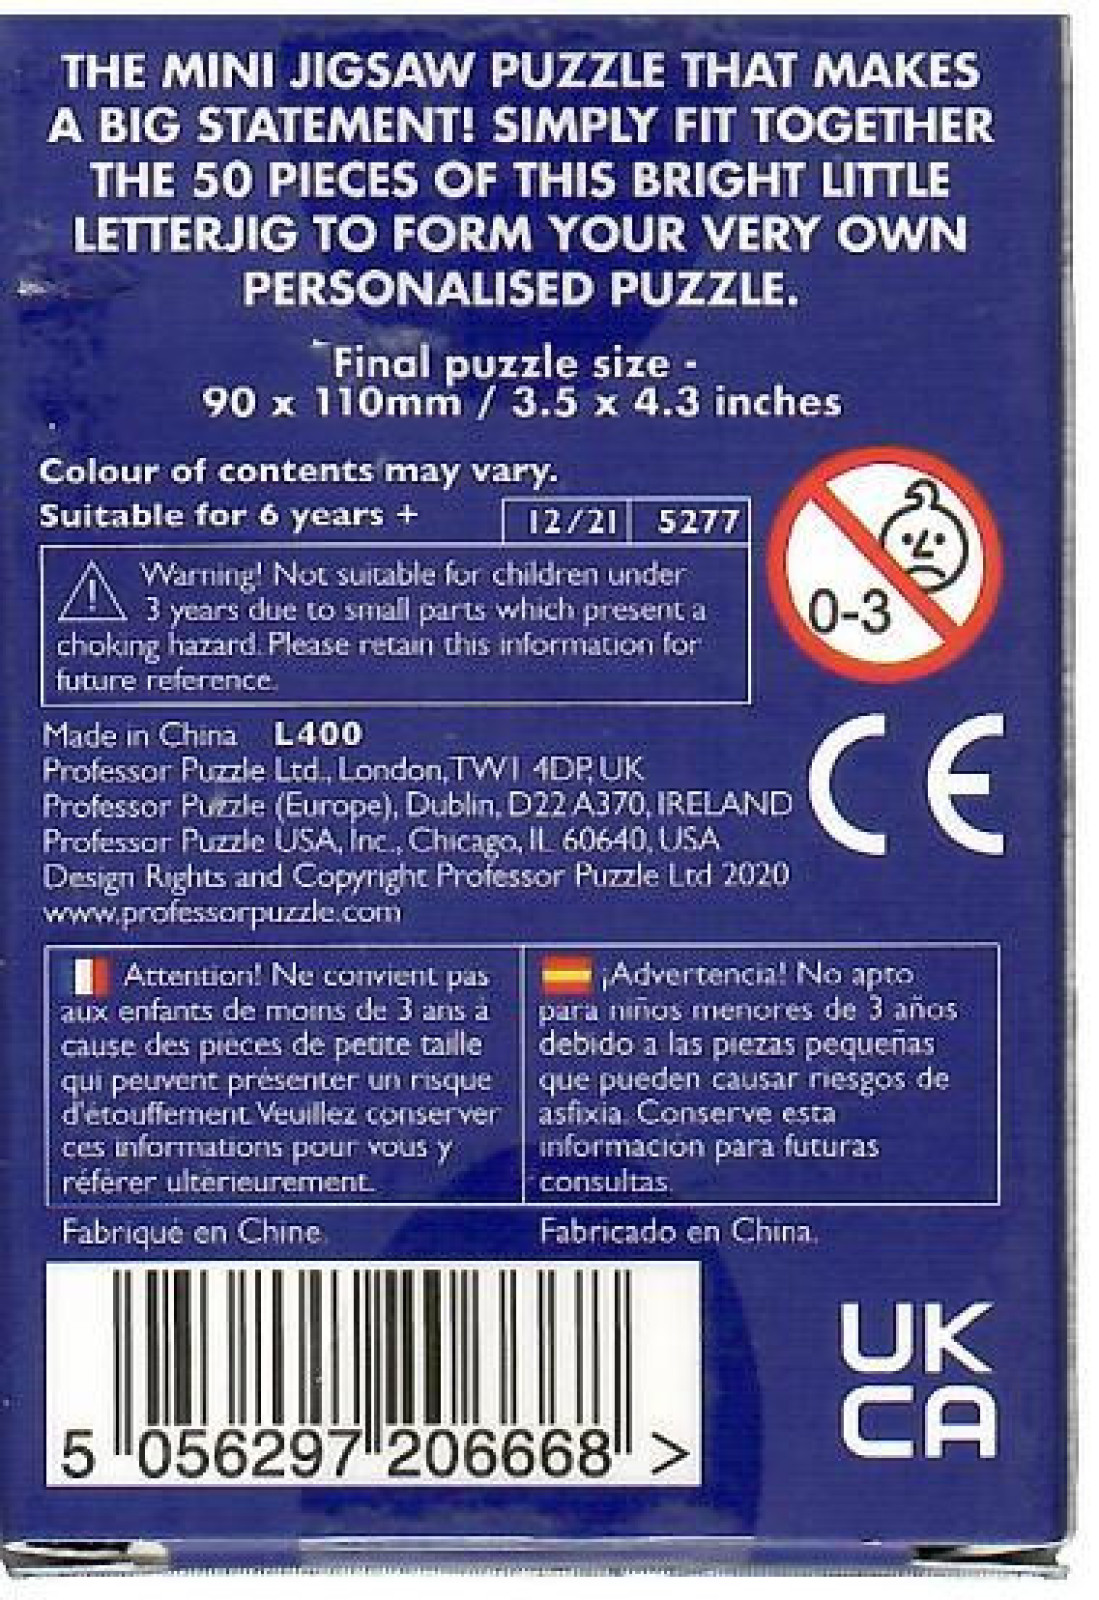 THE MINI JIGSAW PUZZLE THAT MAKES
A BIG STATEMENT! SIMPLY FIT TOGETHER
THE 50 PIECES OF THIS BRIGHT LITTLE
LETTERJIG TO FORM YOUR VERY OWN
PERSONALISED PUZZLE.
Final puzzle size -
90 x 110mm / 3.5 x 4.3 inches
Colour of contents may vary.
Suitable for 6 years +
12/21 5277
Warning! Not suitable for children under
3 years due to small parts which present a
choking hazard. Please retain this information for
future reference.
0-3
Made in China L400
Professor Puzzle Ltd., London, TW1 4DP, UK
Professor Puzzle (Europe), Dublin, D22 A370, IRELAND
Professor Puzzle USA, Inc., Chicago, IL 60640, USA
Design Rights and Copyright Professor Puzzle Ltd 2020
www.professorpuzzle.com
CE
Attention! Ne convient pas
aux enfants de moins de 3 ans à
cause des pièces de petite taille
qui peuvent présenter un risque
d'étouffement. Veuillez conserver
ces informations pour vous y
référer ultérieurement.
Fabriqué en Chine.
¡Advertencia! No apto
para niños menores de 3 años
debido a las piezas pequeñas
que pueden causar riesgos de
asfixia. Conserve esta
información para futuras
consultas.
Fabricado en China.
5 056297 206668 >
UK
CA